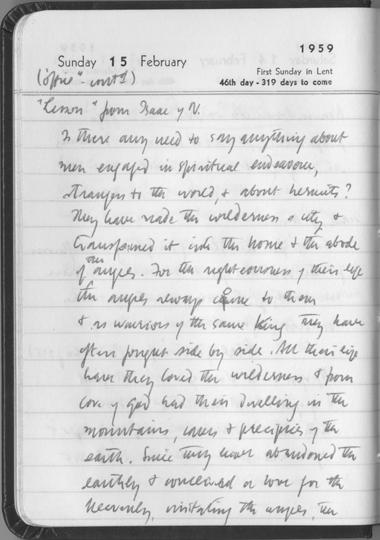 1959
Sunday 15 February
First Sunday in Lent
46th day - 319 days to come
("office" - cont'd)
"Lesson" from Isaac of N.
Is there any need to say anything about
men engaged in spiritual endeavour,
strangers to the world, & about hermits?
They have made the wilderness a city &
transformed it into the home & the abode
of angels. For the righteousness of their life
the angels always came to them
& as warriors of the same king they have
often fought side by side. All their life
have they loved the wilderness & from
love of God had their dwelling in the
mountains, caves & precipices of the
earth. Since they have abandoned the
earthly & conceived a love for the
heavenly, imitating the angels, the